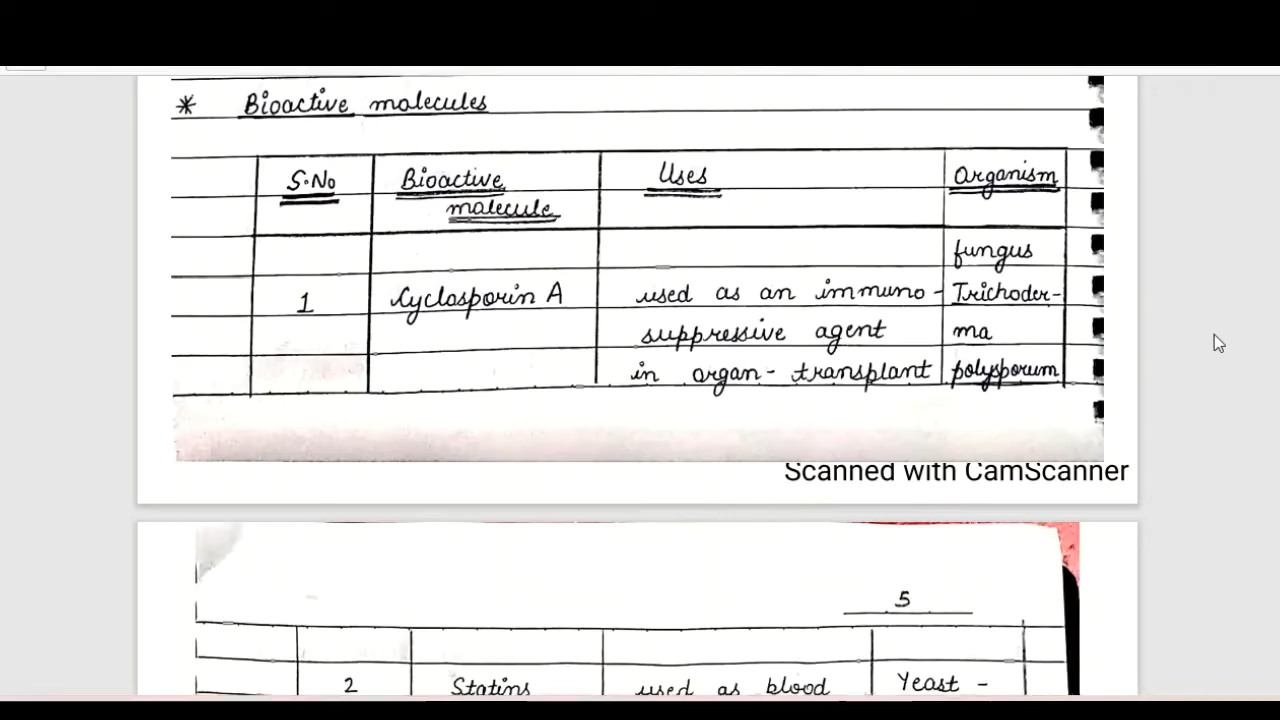 * Bioactive molecules
S.No Bioactive molecule Uses Organism
fungus
1 Cyclosporin A used as an immuno - Trichoder-
suppressive agent ma
in organ - transplant polysporum
Scanned with CamScanner
5
2 Statins used as blood Yeast -